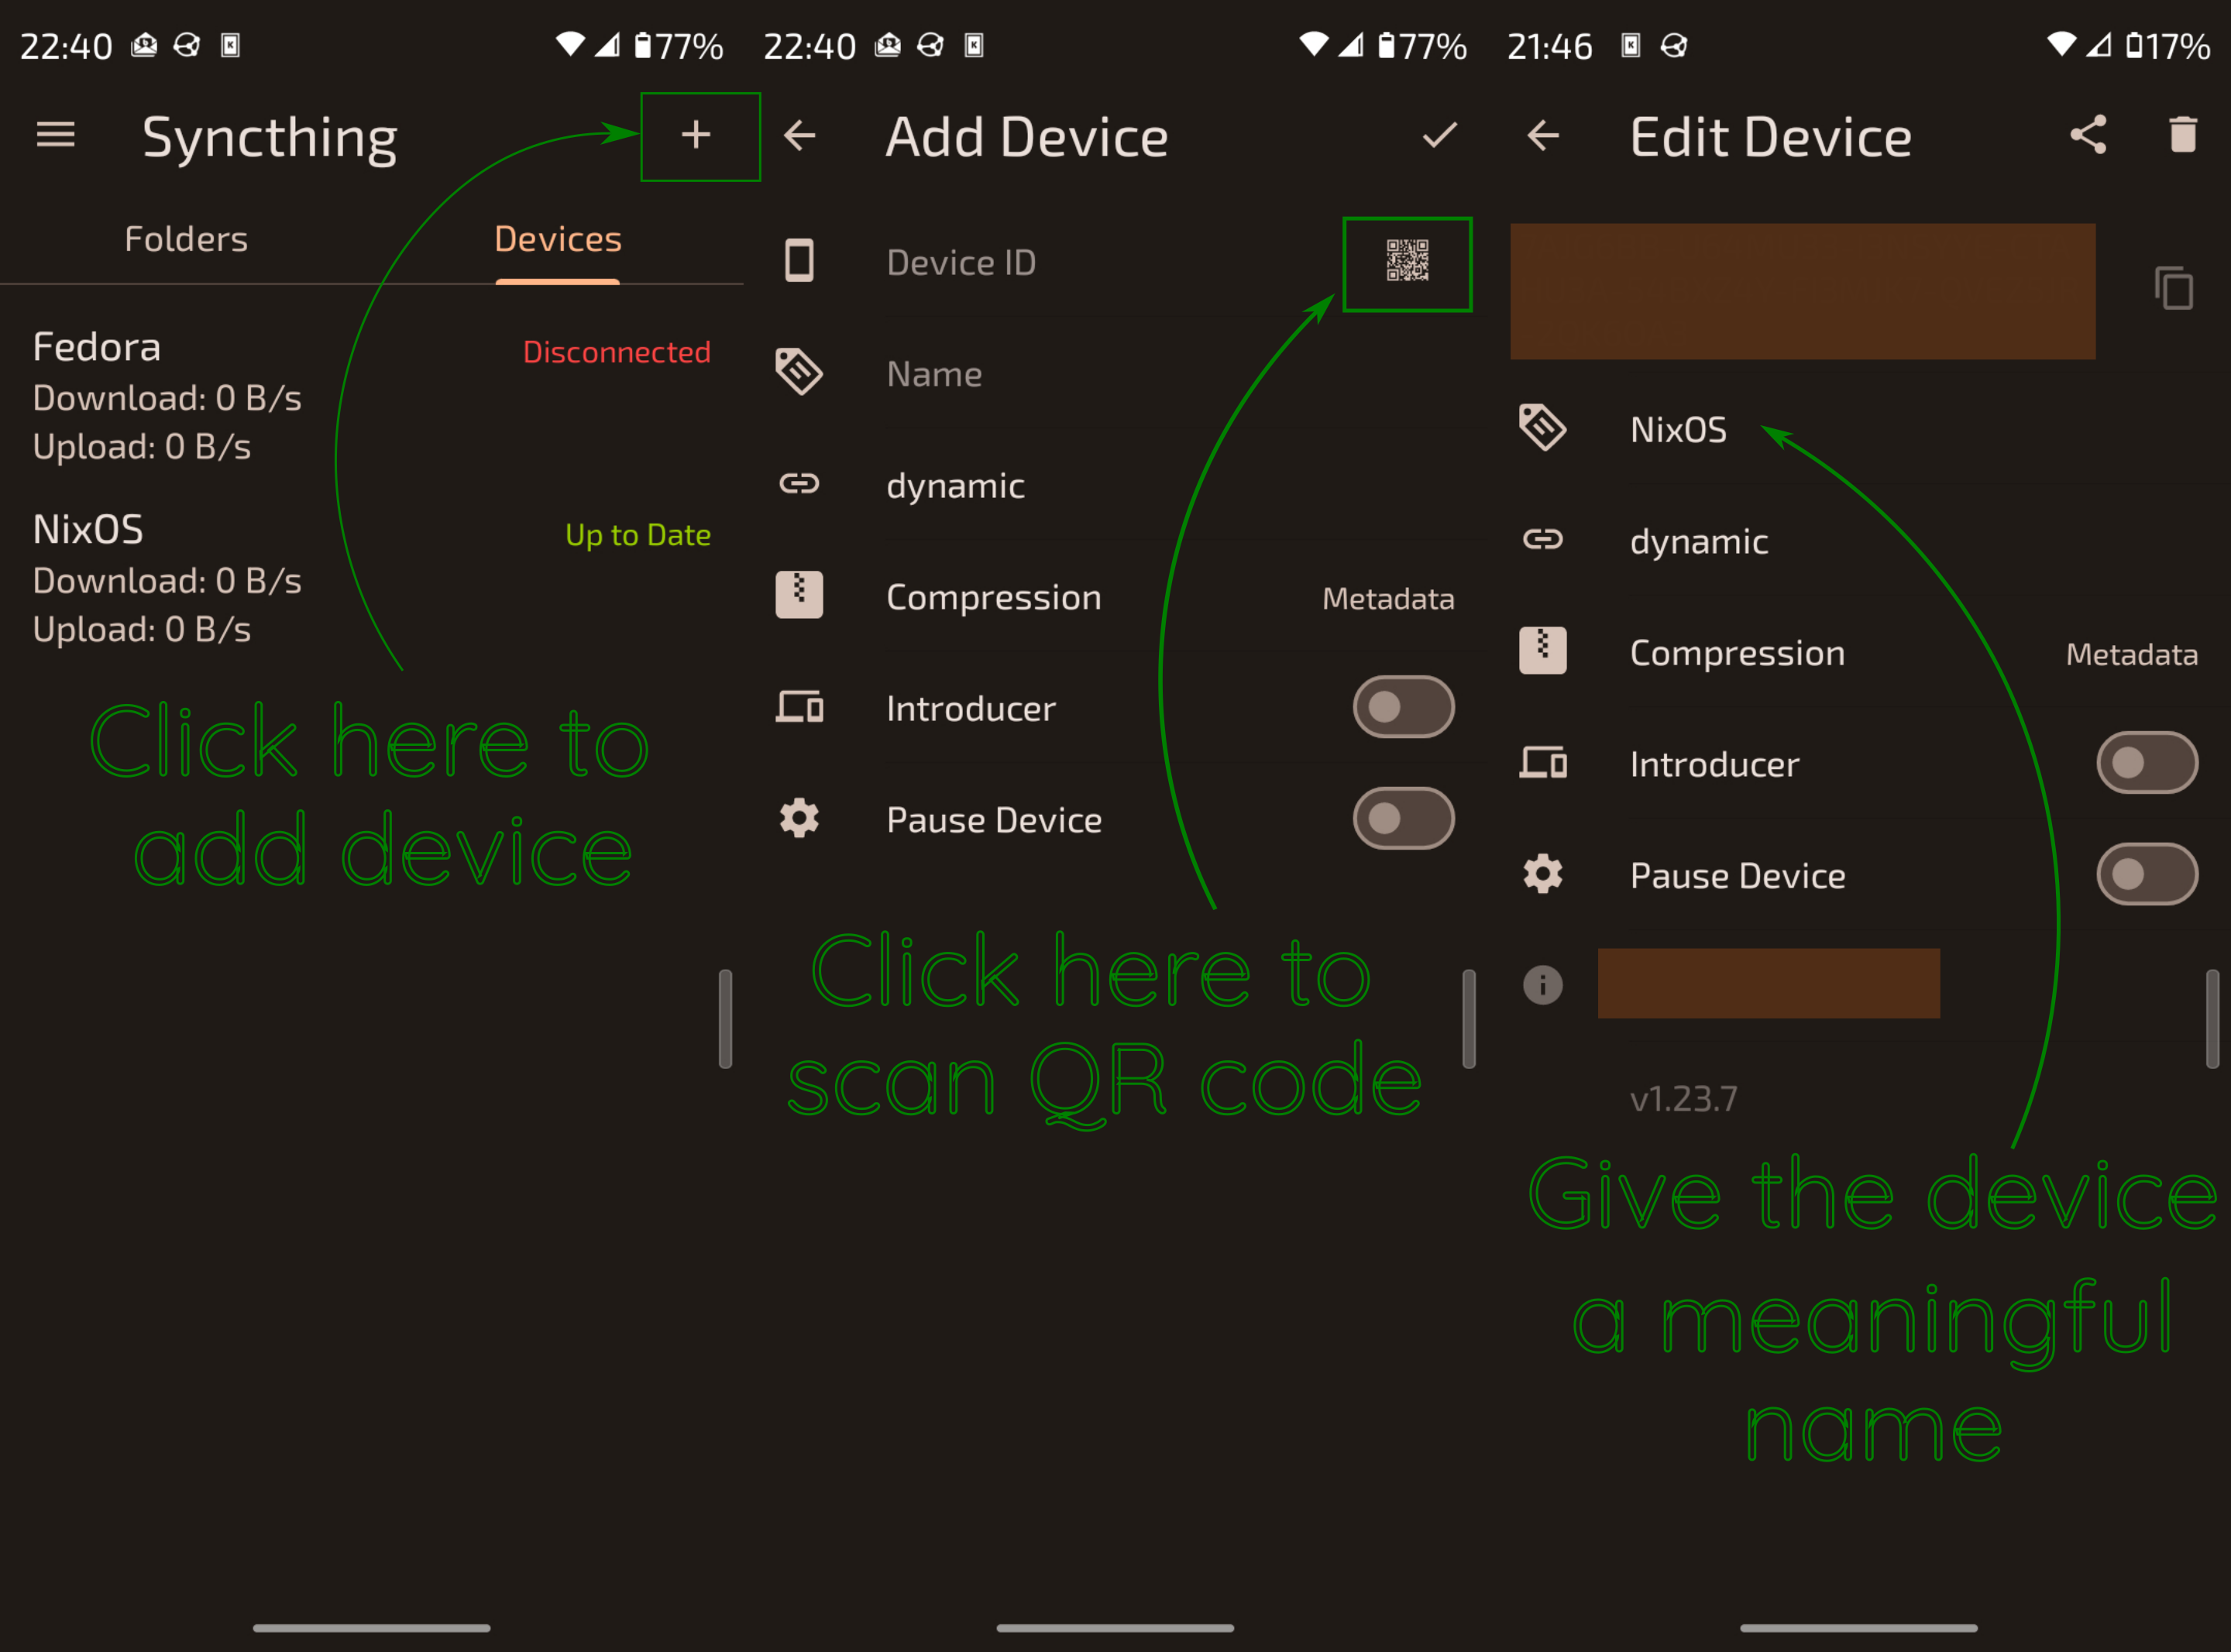 22:40
77%
Syncthing
+
Folders
Devices
Fedora
Disconnected
Download: 0 B/s
Upload: 0 B/s
NixOS
Up to Date
Download: 0 B/s
Upload: 0 B/s
Click here to
add device
22:40
77%
Add Device
Device ID
Name
dynamic
Compression
Metadata
Introducer
Pause Device
Click here to
scan QR code
21:46
17%
Edit Device
NixOS
dynamic
Compression
Metadata
Introducer
Pause Device
v1.23.7
Give the device
a meaningful
name